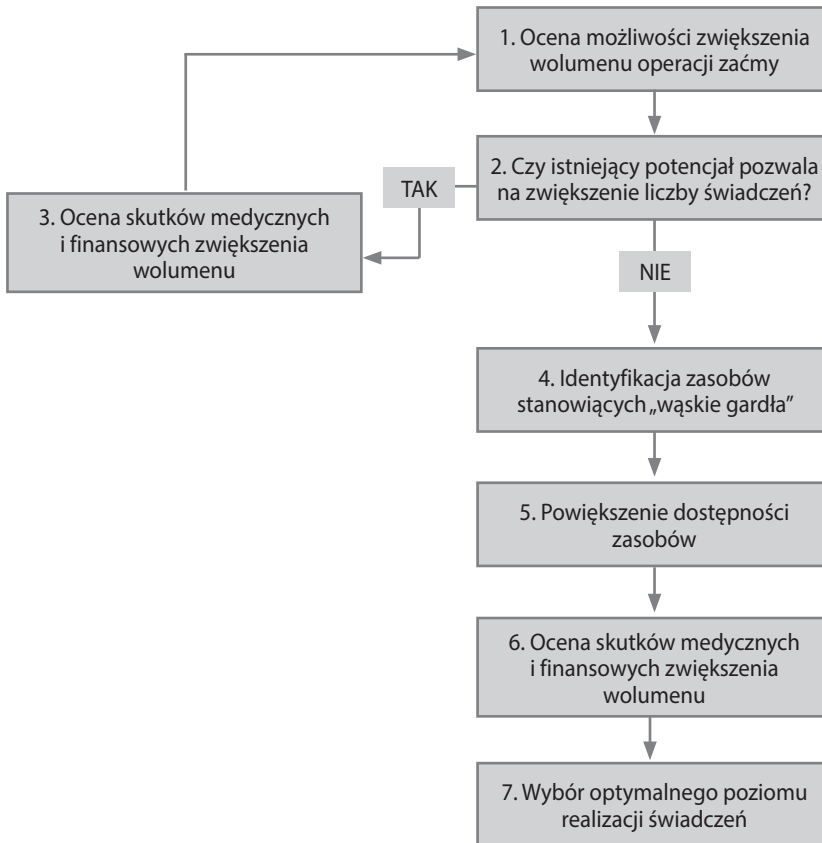 1. Ocena możliwości zwiększenia
wolumenu operacji zaćmy
2. Czy istniejący potencjał pozwala
na zwiększenie liczby świadczeń?
TAK
3. Ocena skutków medycznych
i finansowych zwiększenia
wolumenu
NIE
4. Identyfikacja zasobów
stanowiących „wąskie gardła”
5. Powiększenie dostępności
zasobów
6. Ocena skutków medycznych
i finansowych zwiększenia
wolumenu
7. Wybór optymalnego poziomu
realizacji świadczeń